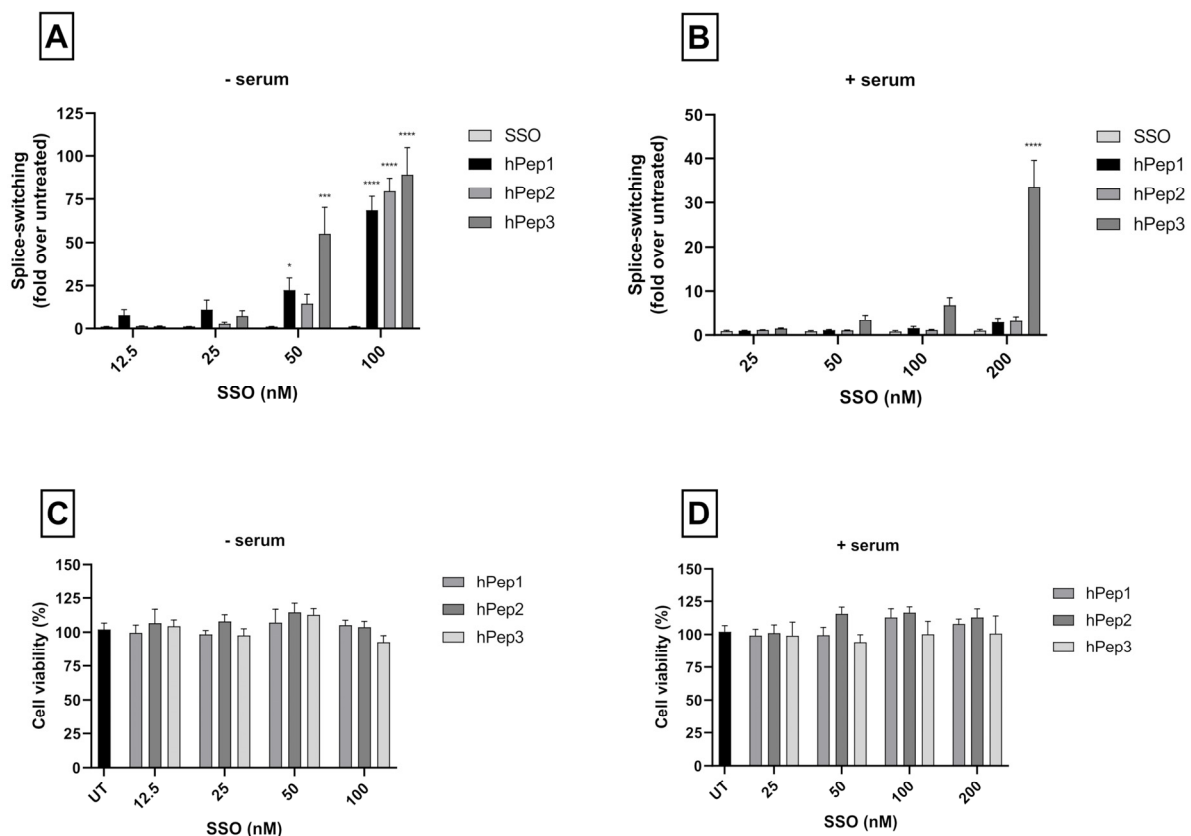 A
- serum
Splice-switching
(fold over untreated)
125
100
75
50
25
0
*
***
****
****
****
12.5
25
50
100
SSO (nM)
SSO
hPep1
hPep2
hPep3
B
+ serum
Splice-switching
(fold over untreated)
50
40
30
20
10
0
****
25
50
100
200
SSO (nM)
SSO
hPep1
hPep2
hPep3
C
- serum
Cell viability (%)
150
125
100
75
50
25
0
UT
12.5
25
50
100
SSO (nM)
hPep1
hPep2
hPep3
D
+ serum
Cell viability (%)
150
125
100
75
50
25
0
UT
25
50
100
200
SSO (nM)
hPep1
hPep2
hPep3